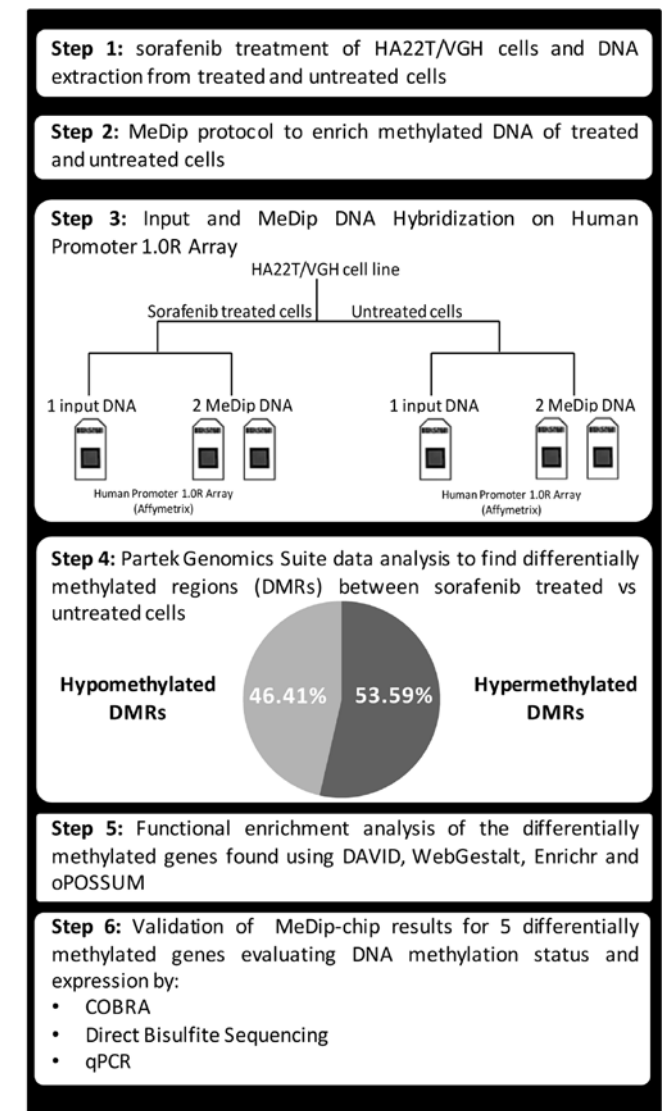 Step 1: sorafenib treatment of HA22T/VGH cells and DNA
extraction from treated and untreated cells
Step 2: MeDip protocol to enrich methylated DNA of treated
and untreated cells
Step 3: Input and MeDip DNA Hybridization on Human
Promoter 1.0R Array
HA22T/VGH cell line
Sorafenib treated cells Untreated cells
1 input DNA 2 MeDip DNA 1 input DNA 2 MeDip DNA
Human Promoter 1.0R Array Human Promoter 1.0R Array
(Affymetrix) (Affymetrix)
Step 4: Partek Genomics Suite data analysis to find differentially
methylated regions (DMRs) between sorafenib treated vs
untreated cells
Hypomethylated 46.41% 53.59% Hypermethylated
DMRs DMRs
Step 5: Functional enrichment analysis of the differentially
methylated genes found using DAVID, WebGestalt, Enrichr and
oPOSSUM
Step 6: Validation of MeDip-chip results for 5 differentially
methylated genes evaluating DNA methylation status and
expression by:
• COBRA
• Direct Bisulfite Sequencing
• qPCR